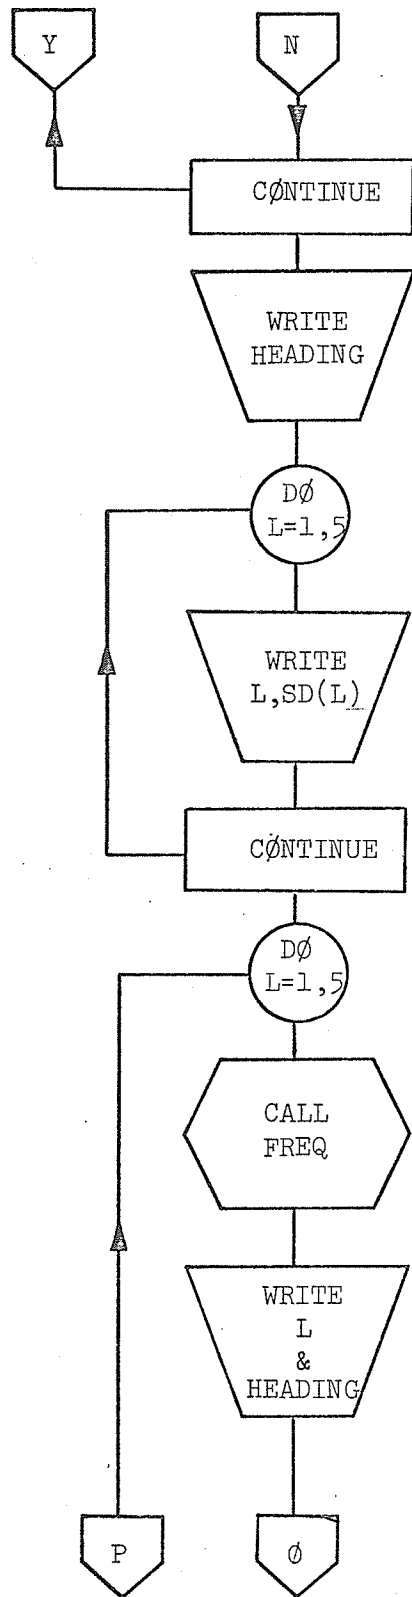 Y
N
CØNTINUE
WRITE
HEADING
DØ
L=1,5
WRITE
L,SD(L)
CØNTINUE
DØ
L=1,5
CALL
FREQ
WRITE
L
&
HEADING
P
Ø